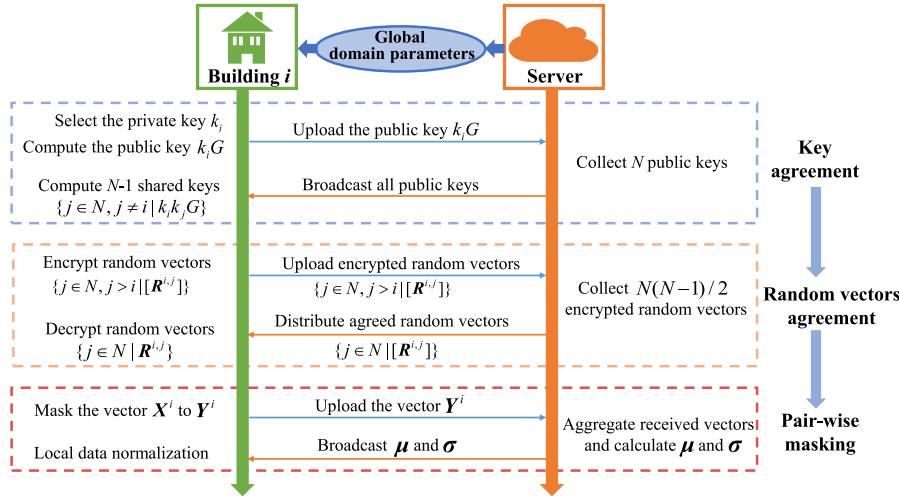 Global
domain parameters
Building i
Server
Select the private key k_i
Compute the public key k_iG
Upload the public key k_iG
Collect N public keys
Key
agreement
Compute N-1 shared keys
{j ∈ N, j ≠ i | k_ik_jG}
Broadcast all public keys
Encrypt random vectors
{j ∈ N, j > i | [R^{i,j}]}
Upload encrypted random vectors
{j ∈ N, j > i | [R^{i,j}]}
Collect N(N−1)/2
encrypted random vectors
Random vectors
agreement
Decrypt random vectors
{j ∈ N | R^{i,j}}
Distribute agreed random vectors
{j ∈ N | [R^{i,j}]}
Mask the vector X^i to Y^i
Upload the vector Y^i
Aggregate received vectors
and calculate μ and σ
Pair-wise
masking
Local data normalization
Broadcast μ and σ